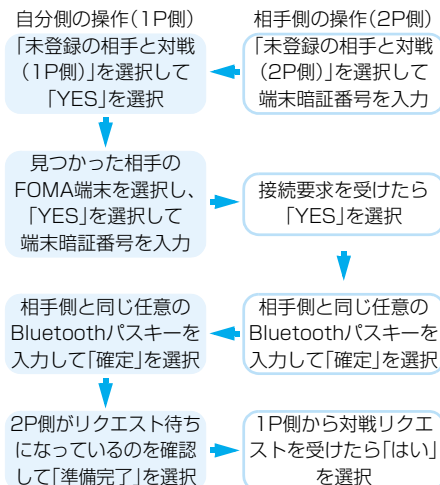 自分側の操作（1P側）
相手側の操作（2P側）
「未登録の相手と対戦
（1P側）」を選択して
「YES」を選択
「未登録の相手と対戦
（2P側）」を選択して
端末暗証番号を入力
見つかった相手の
FOMA端末を選択し、
「YES」を選択して
端末暗証番号を入力
接続要求を受けたら
「YES」を選択
相手側と同じ任意の
Bluetoothパスキーを
入力して「確定」を選択
相手側と同じ任意の
Bluetoothパスキーを
入力して「確定」を選択
2P側がリクエスト待ち
になっているのを確認
して「準備完了」を選択
1P側から対戦リクエ
ストを受けたら「はい」
を選択